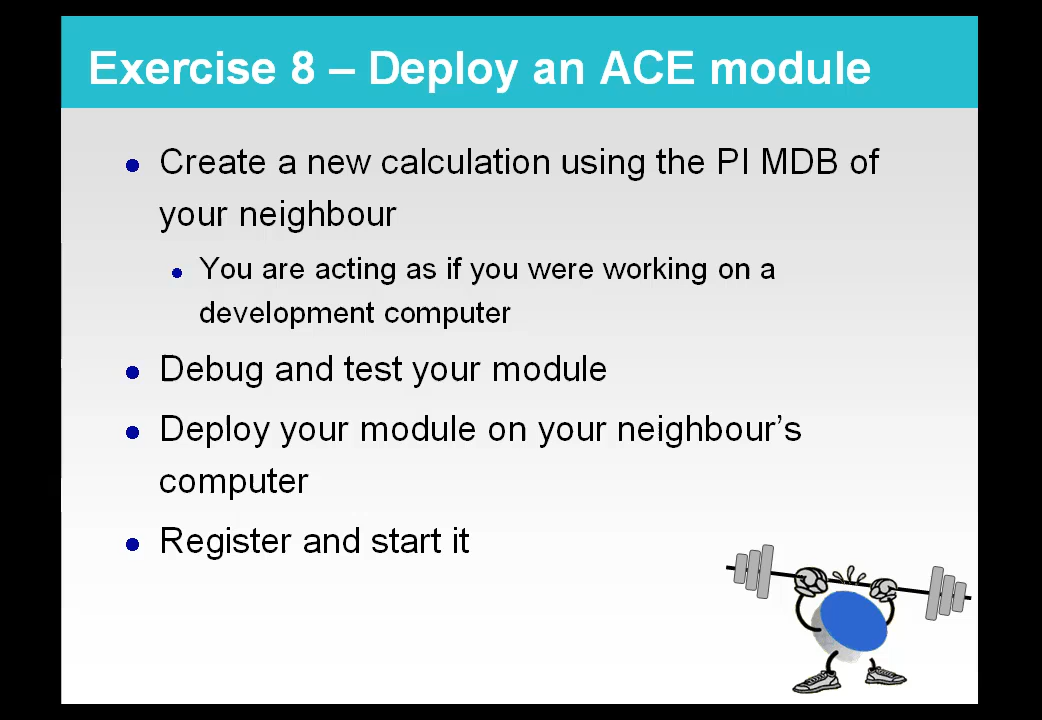 Exercise 8 – Deploy an ACE module
Create a new calculation using the PI MDB of
your neighbour
You are acting as if you were working on a
development computer
Debug and test your module
Deploy your module on your neighbour’s
computer
Register and start it